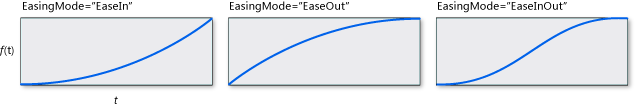 EasingMode="EaseIn"
EasingMode="EaseOut"
EasingMode="EaseInOut"
f(t)
t